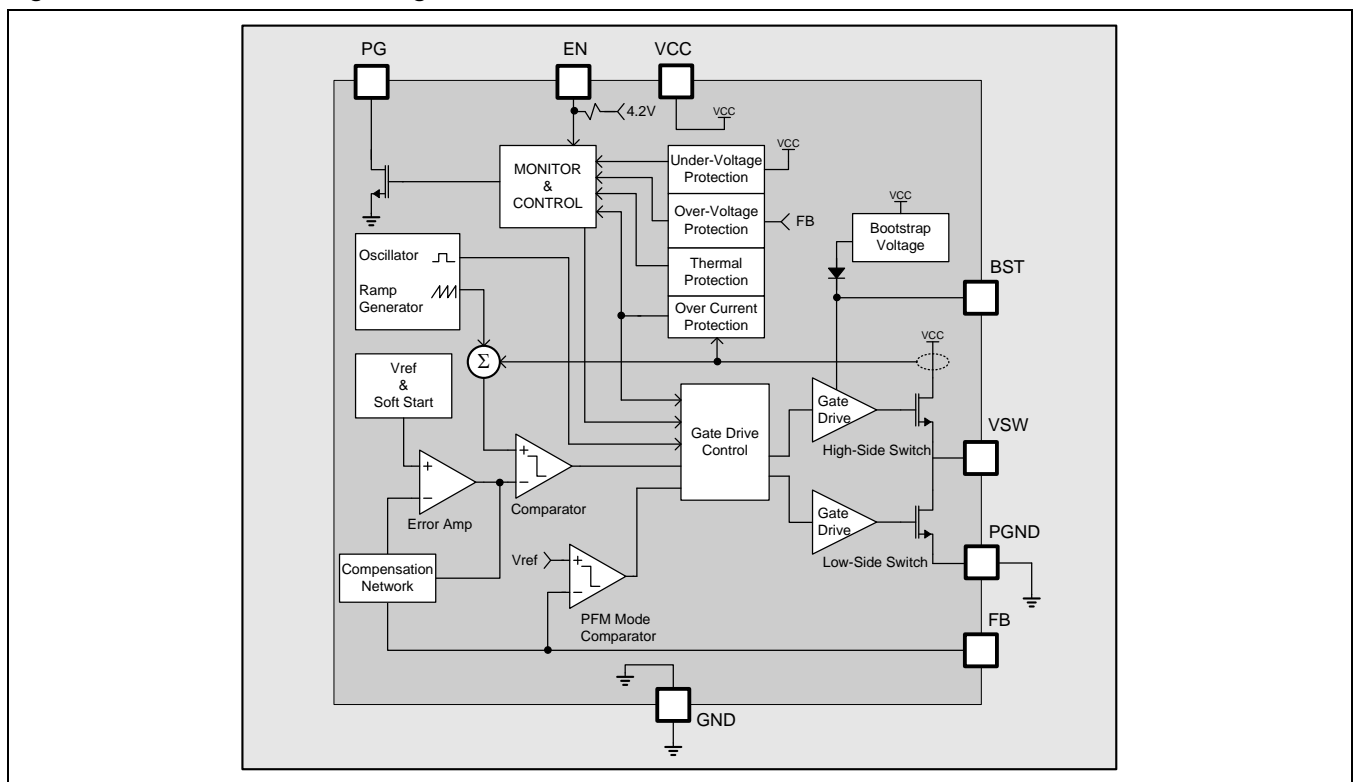 PG
EN
VCC
4.2V
VCC
MONITOR
&
CONTROL
Under-Voltage
Protection
VCC
Over-Voltage
Protection
FB
Thermal
Protection
Over Current
Protection
VCC
Bootstrap
Voltage
BST
Oscillator
Ramp
Generator
Σ
VCC
Vref
&
Soft Start
Gate Drive
Control
Gate
Drive
High-Side Switch
VSW
+
−
Error Amp
+
−
Comparator
Gate
Drive
Low-Side Switch
PGND
Compensation
Network
Vref
+
−
PFM Mode
Comparator
FB
GND